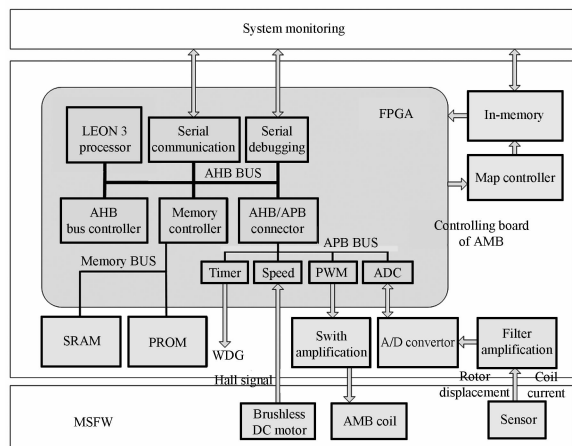 System monitoring
FPGA
LEON 3
processor
Serial
communication
Serial
debugging
In-memory
AHB BUS
Map controller
AHB
bus controller
Memory
controller
AHB/APB
connector
Controlling board
of AMB
APB BUS
Memory BUS
Timer
Speed
PWM
ADC
SRAM
PROM
WDG
Swith
amplification
A/D convertor
Filter
amplification
Hall signal
Rotor
displacement
Coil
current
MSFW
Brushless
DC motor
AMB coil
Sensor